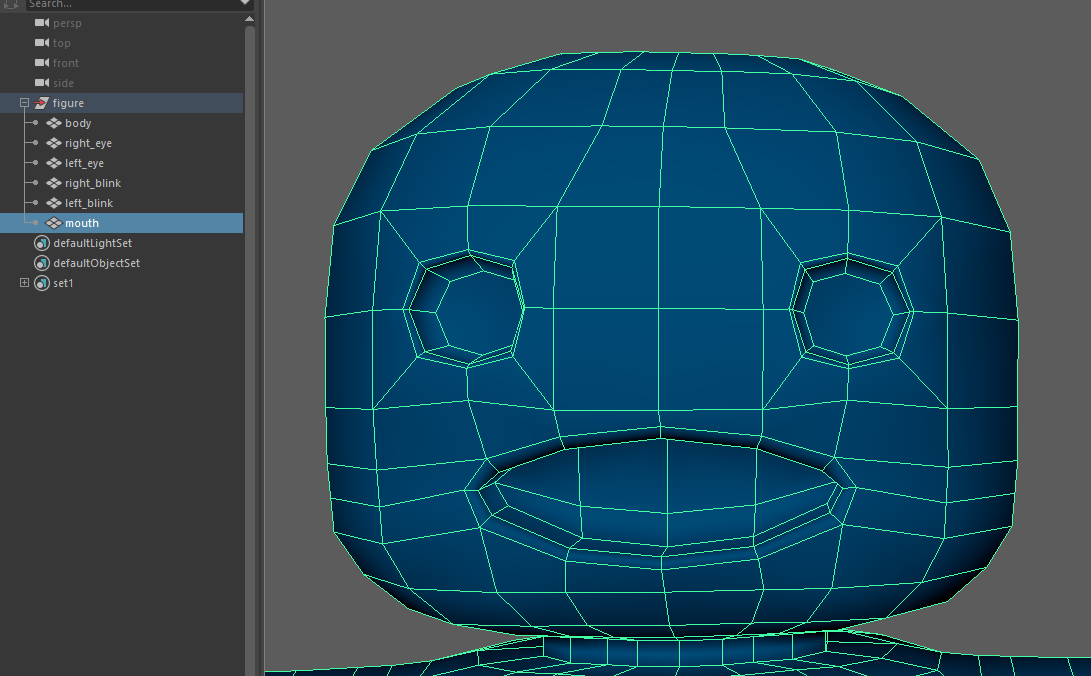 Search...
persp
top
front
side
figure
body
right_eye
left_eye
right_blink
left_blink
mouth
defaultLightSet
defaultObjectSet
set1